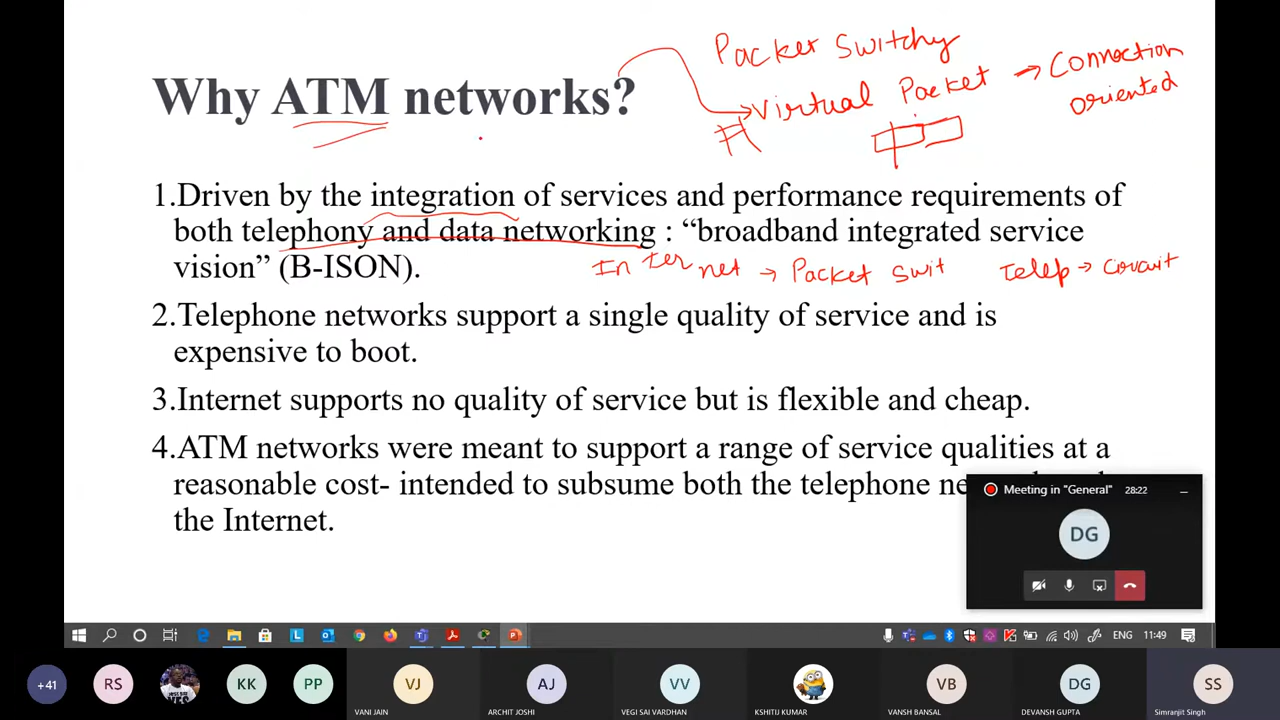 Packet Switchy
Why ATM networks?
Virtual Packet → Connection
oriented
1.Driven by the integration of services and performance requirements of
both telephony and data networking : “broadband integrated service
vision” (B-ISON).
Internet → Packet Swit
Telep → Circuit
2.Telephone networks support a single quality of service and is
expensive to boot.
3.Internet supports no quality of service but is flexible and cheap.
4.ATM networks were meant to support a range of service qualities at a
reasonable cost- intended to subsume both the telephone
the Internet.
Meeting in "General" 28:22
DG
ENG 11:49
+41 RS KK PP VJ AJ VV VB DG SS
VANI JAIN ARCHIT JOSHI VEGI SAI VARDHAN KSHITIJ KUMAR VANSH BANSAL DEVANSH GUPTA Simranjit Singh